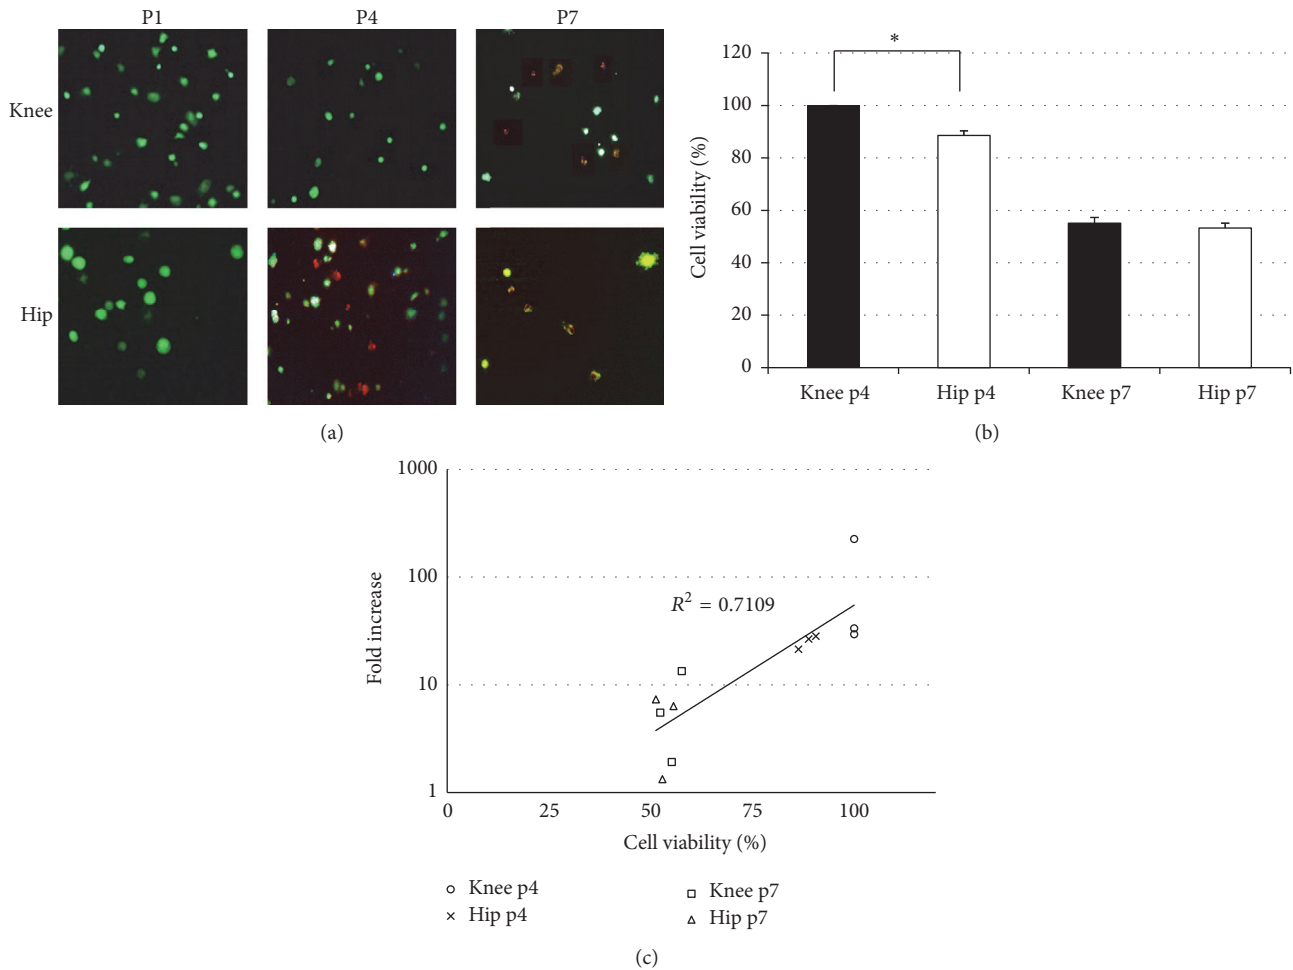 P1 P4 P7
Knee
Hip
(a)
*
120
100
80
60
40
20
0
Cell viability (%)
Knee p4 Hip p4 Knee p7 Hip p7
(b)
1000
100
10
1
Fold increase
R² = 0.7109
0 25 50 75 100
Cell viability (%)
Knee p4
Hip p4
Knee p7
Hip p7
(c)